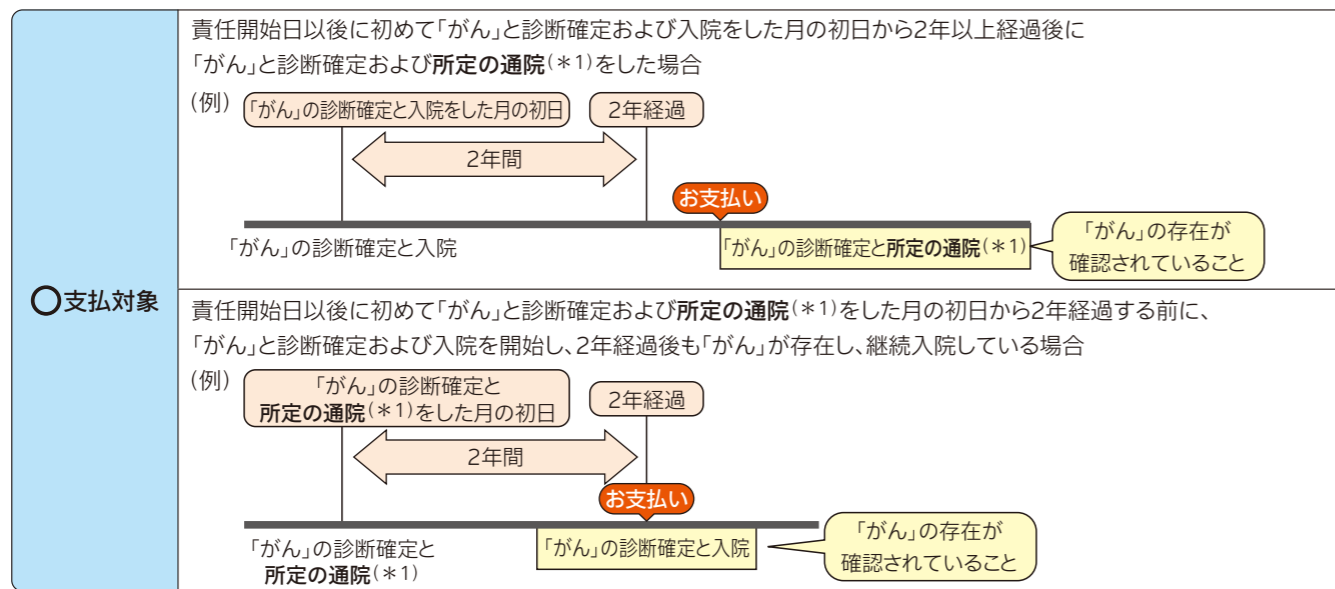 ○支払対象
責任開始日以後に初めて「がん」と診断確定および入院をした月の初日から2年以上経過後に
「がん」と診断確定および所定の通院(＊1)をした場合
(例)
「がん」の診断確定と入院をした月の初日
2年経過
2年間
お支払い
「がん」の診断確定と入院
「がん」の診断確定と所定の通院(＊1)
「がん」の存在が
確認されていること
責任開始日以後に初めて「がん」と診断確定および所定の通院(＊1)をした月の初日から2年経過する前に、
「がん」と診断確定および入院を開始し、2年経過後も「がん」が存在し、継続入院している場合
(例)
「がん」の診断確定と
所定の通院(＊1)をした月の初日
2年経過
2年間
お支払い
「がん」の診断確定と
所定の通院(＊1)
「がん」の診断確定と入院
「がん」の存在が
確認されていること